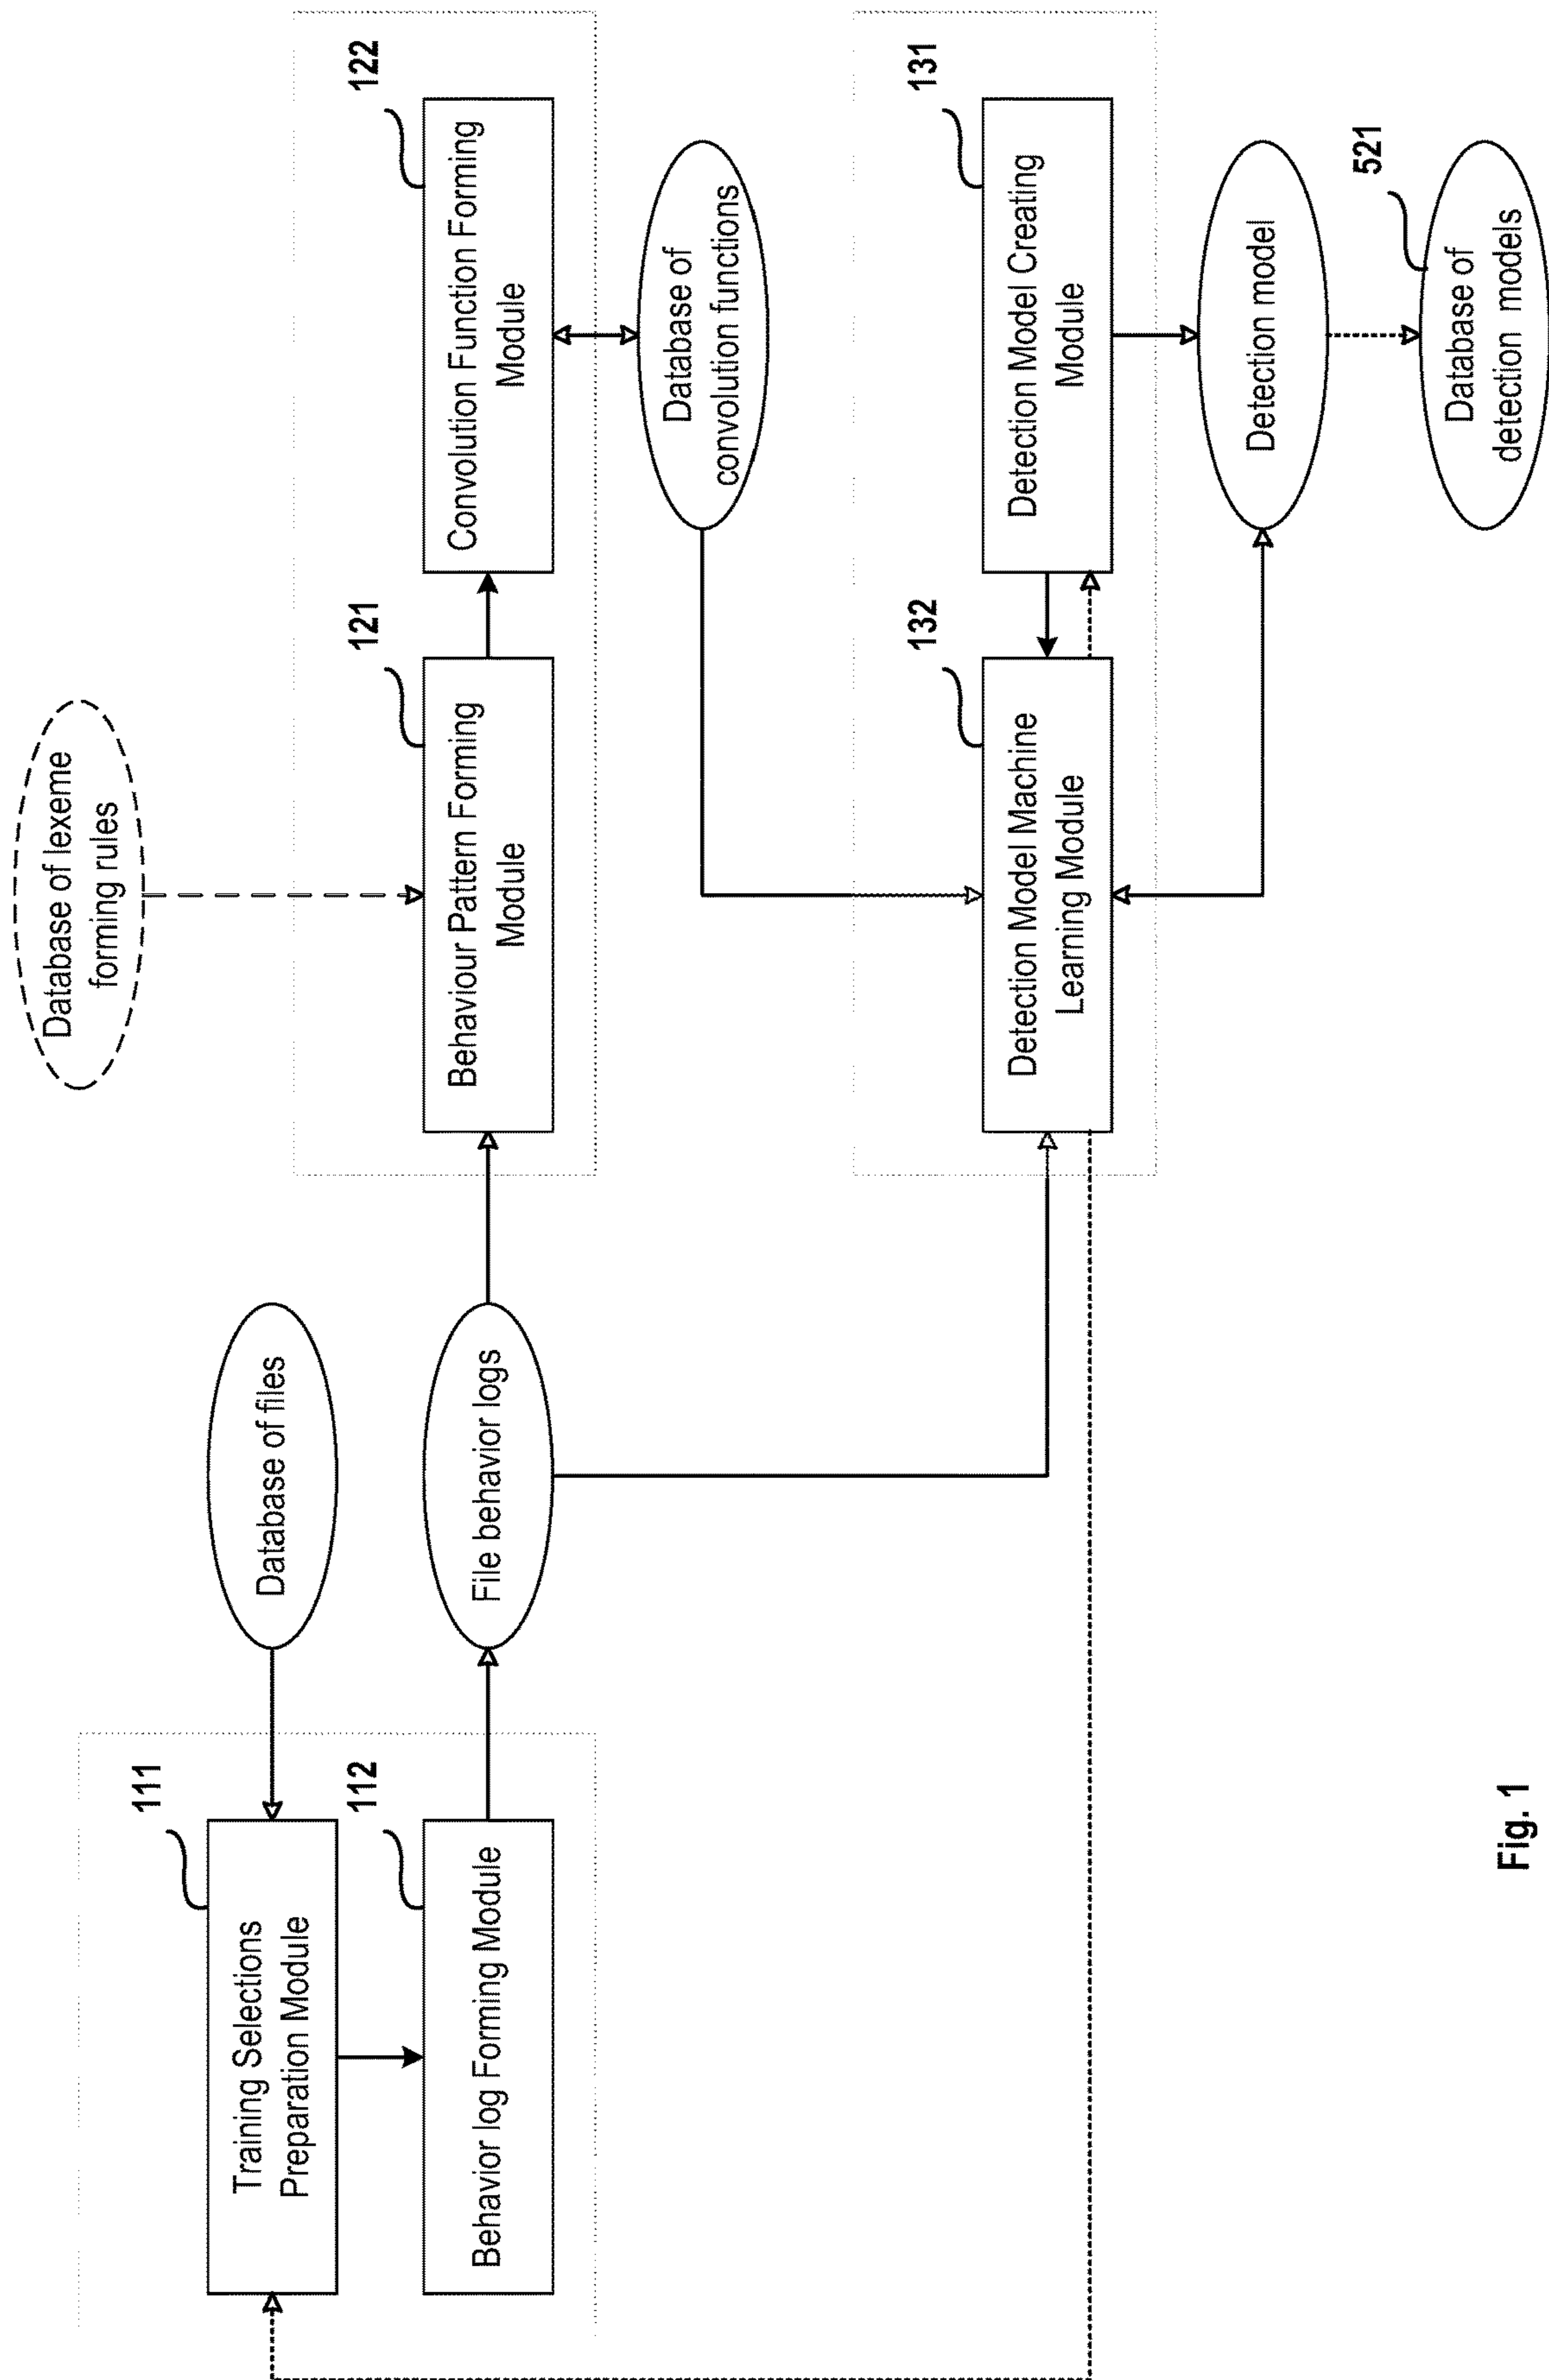 111
Training Selections
Preparation Module
112
Behavior log Forming Module
Database of files
File behavior logs
Database of lexeme
forming rules
121
Behaviour Pattern Forming
Module
122
Convolution Function Forming
Module
Database of
convolution functions
132
Detection Model Machine
Learning Module
131
Detection Model Creating
Module
Detection model
521
Database of
detection models
Fig. 1